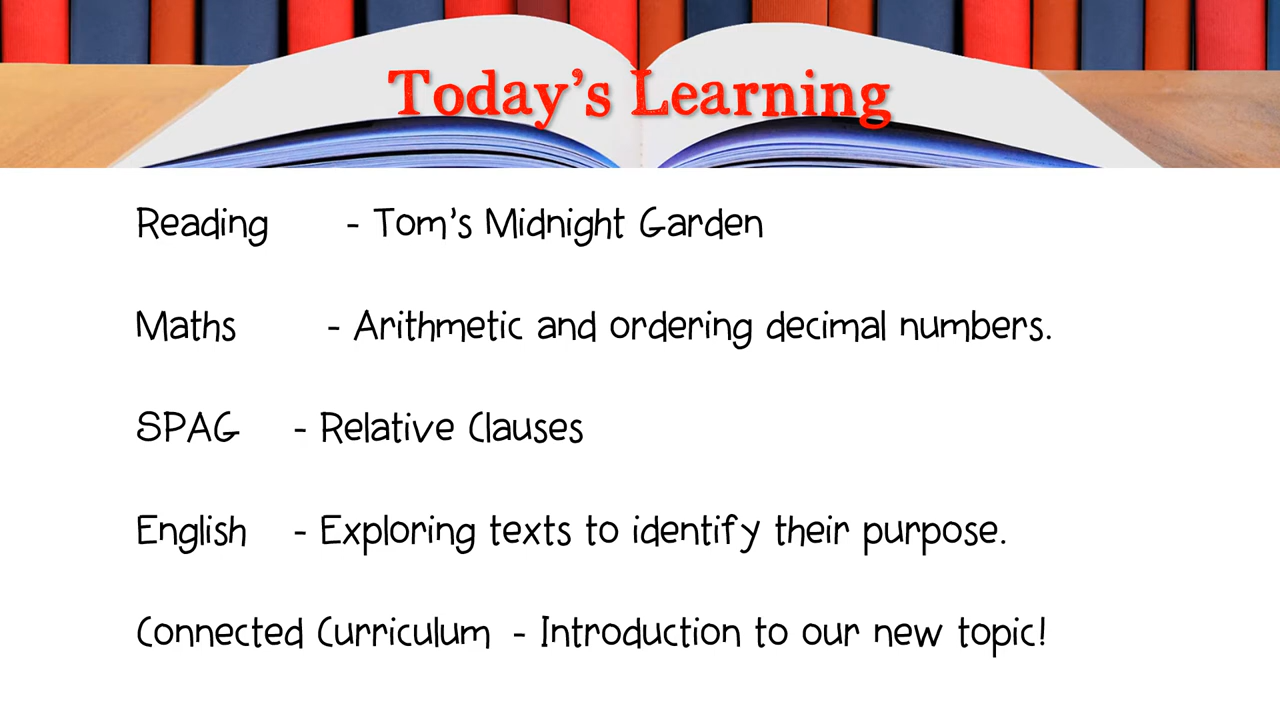 Today's Learning
Reading - Tom's Midnight Garden
Maths - Arithmetic and ordering decimal numbers.
SPAG - Relative Clauses
English - Exploring texts to identify their purpose.
Connected Curriculum - Introduction to our new topic!